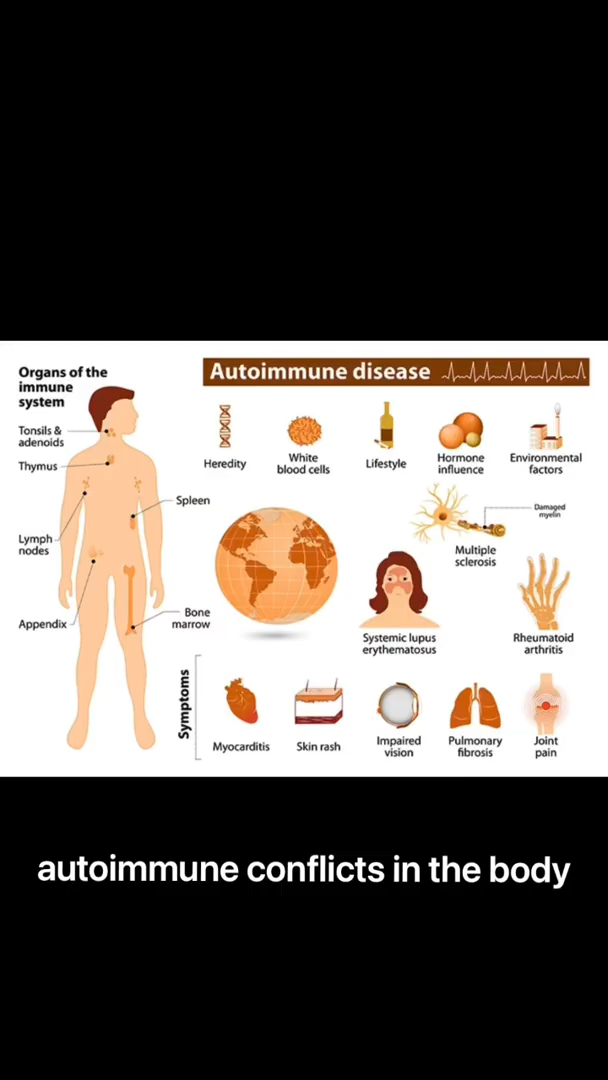 Organs of the
immune
system
Tonsils &
adenoids
Thymus
Spleen
Lymph
nodes
Appendix
Bone
marrow
Autoimmune disease
Heredity
White
blood cells
Lifestyle
Hormone
influence
Environmental
factors
Damaged
myelin
Multiple
sclerosis
Systemic lupus
erythematosus
Rheumatoid
arthritis
Symptoms
Myocarditis
Skin rash
Impaired
vision
Pulmonary
fibrosis
Joint
pain
autoimmune conflicts in the body